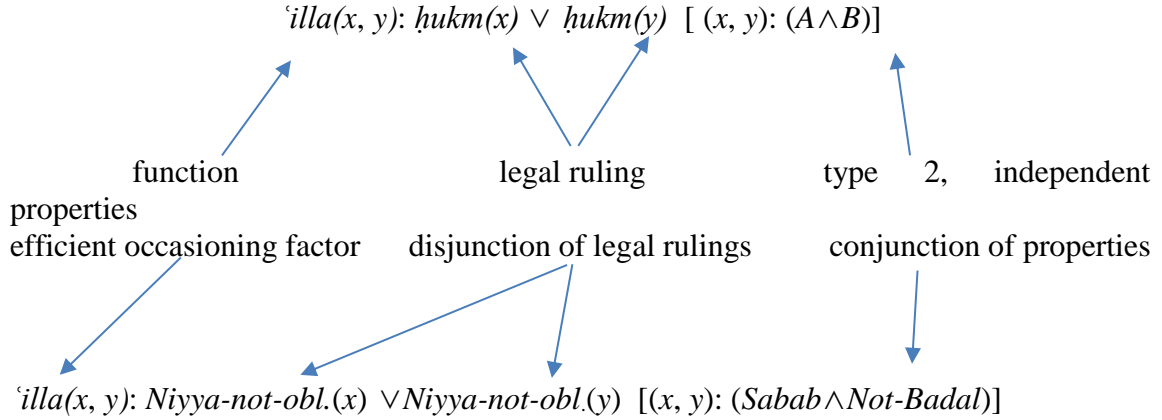 ʿilla(x, y): ḥukm(x) ∨ ḥukm(y) [ (x, y): (A∧B)]
function legal ruling type 2, independent
properties
efficient occasioning factor disjunction of legal rulings conjunction of properties
ʿilla(x, y): Niyya-not-obl.(x) ∨Niyya-not-obl.(y) [(x, y): (Sabab∧Not-Badal)]